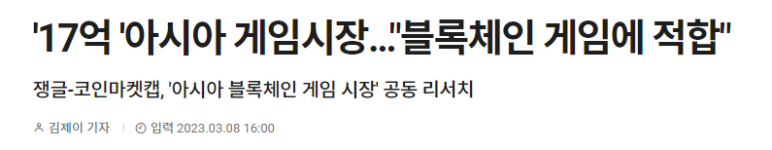 '17억 '아시아 게임시장..."블록체인 게임에 적합"
쟁글-코인마켓캡, '아시아 블록체인 게임 시장' 공동 리서치
김제이 기자 | 입력 2023.03.08 16:00